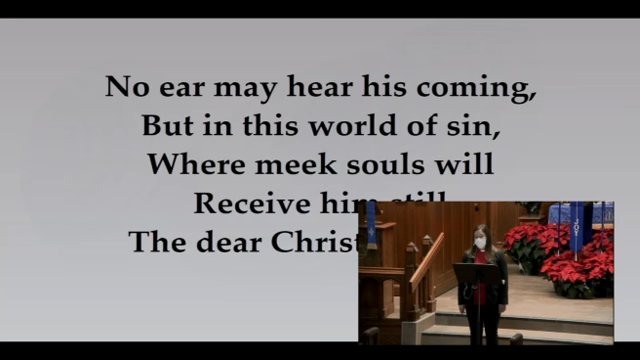 No ear may hear his coming,
But in this world of sin,
Where meek souls will
Receive him still
The dear Christ
JOY